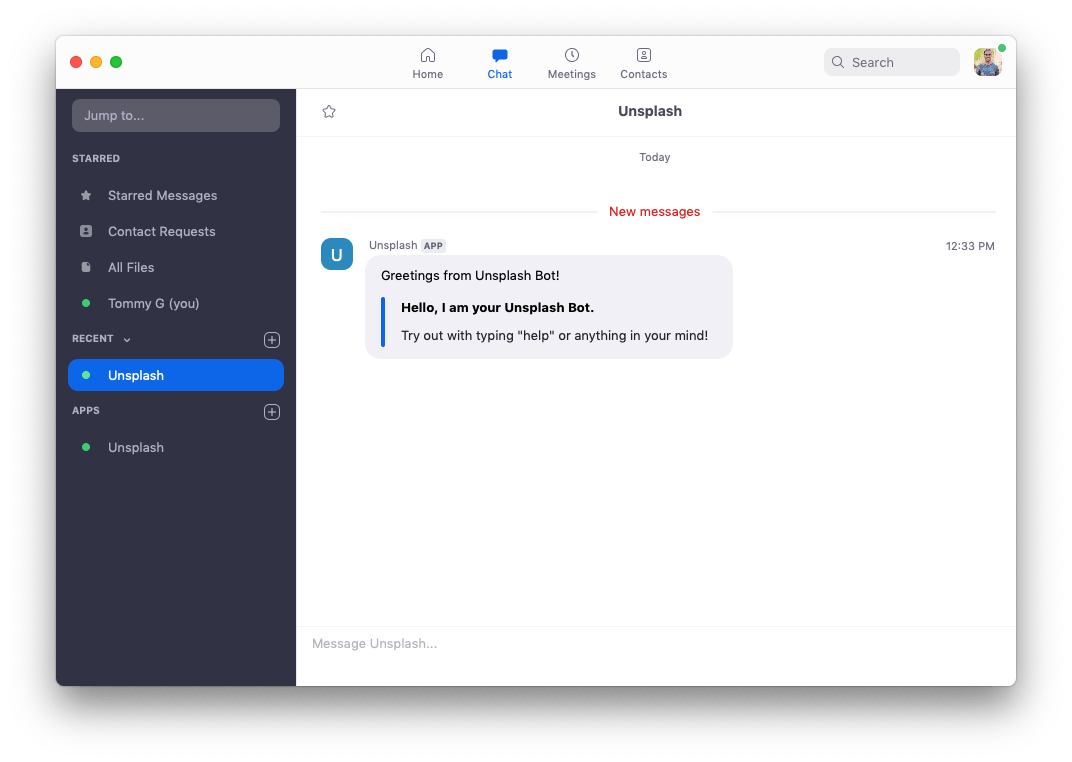 Home
Chat
Meetings
Contacts
Search
Jump to...
STARRED
Starred Messages
Contact Requests
All Files
Tommy G (you)
RECENT
Unsplash
APPS
Unsplash
Unsplash
Today
New messages
U
Unsplash APP
12:33 PM
Greetings from Unsplash Bot!
Hello, I am your Unsplash Bot.
Try out with typing "help" or anything in your mind!
Message Unsplash...